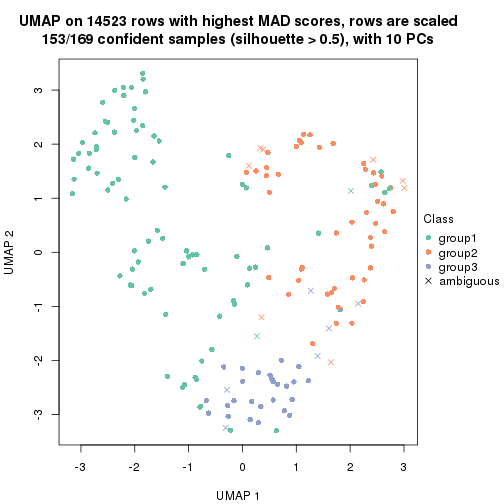 UMAP on 14523 rows with highest MAD scores, rows are scaled
153/169 confident samples (silhouette > 0.5), with 10 PCs
3
2
1
0
-1
-2
-3
UMAP 2
-3 -2 -1 0 1 2 3
UMAP 1
Class
group1
group2
group3
ambiguous